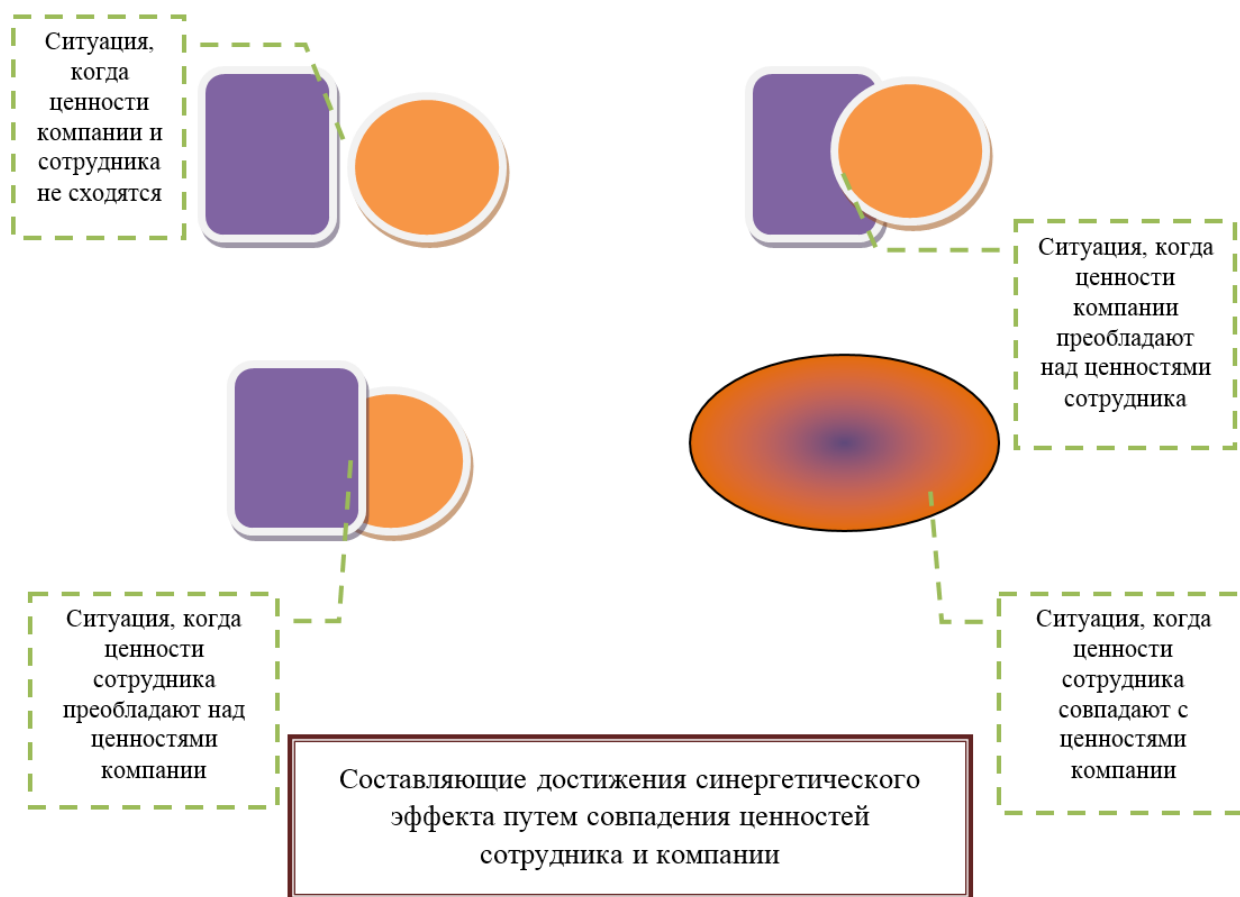 Ситуация,
когда
ценности
компании и
сотрудника
не сходятся
Ситуация, когда
ценности
компании
преобладают
над ценностями
сотрудника
Ситуация, когда
ценности
сотрудника
преобладают над
ценностями
компании
Ситуация, когда
ценности
сотрудника
совпадают с
ценностями
компании
Составляющие достижения синергетического
эффекта путем совпадения ценностей
сотрудника и компании